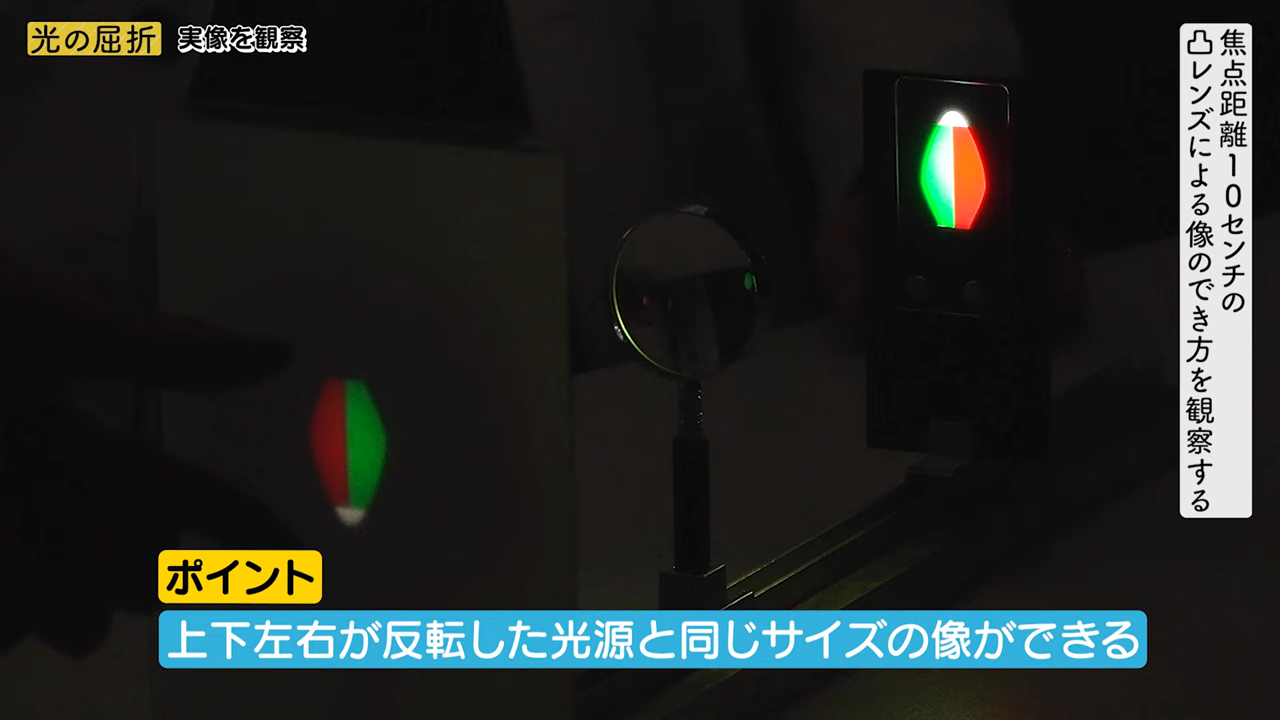 光の屈折
実像を観察
焦点距離10センチの
凸レンズによる像のでき方を観察する
ポイント
上下左右が反転した光源と同じサイズの像ができる